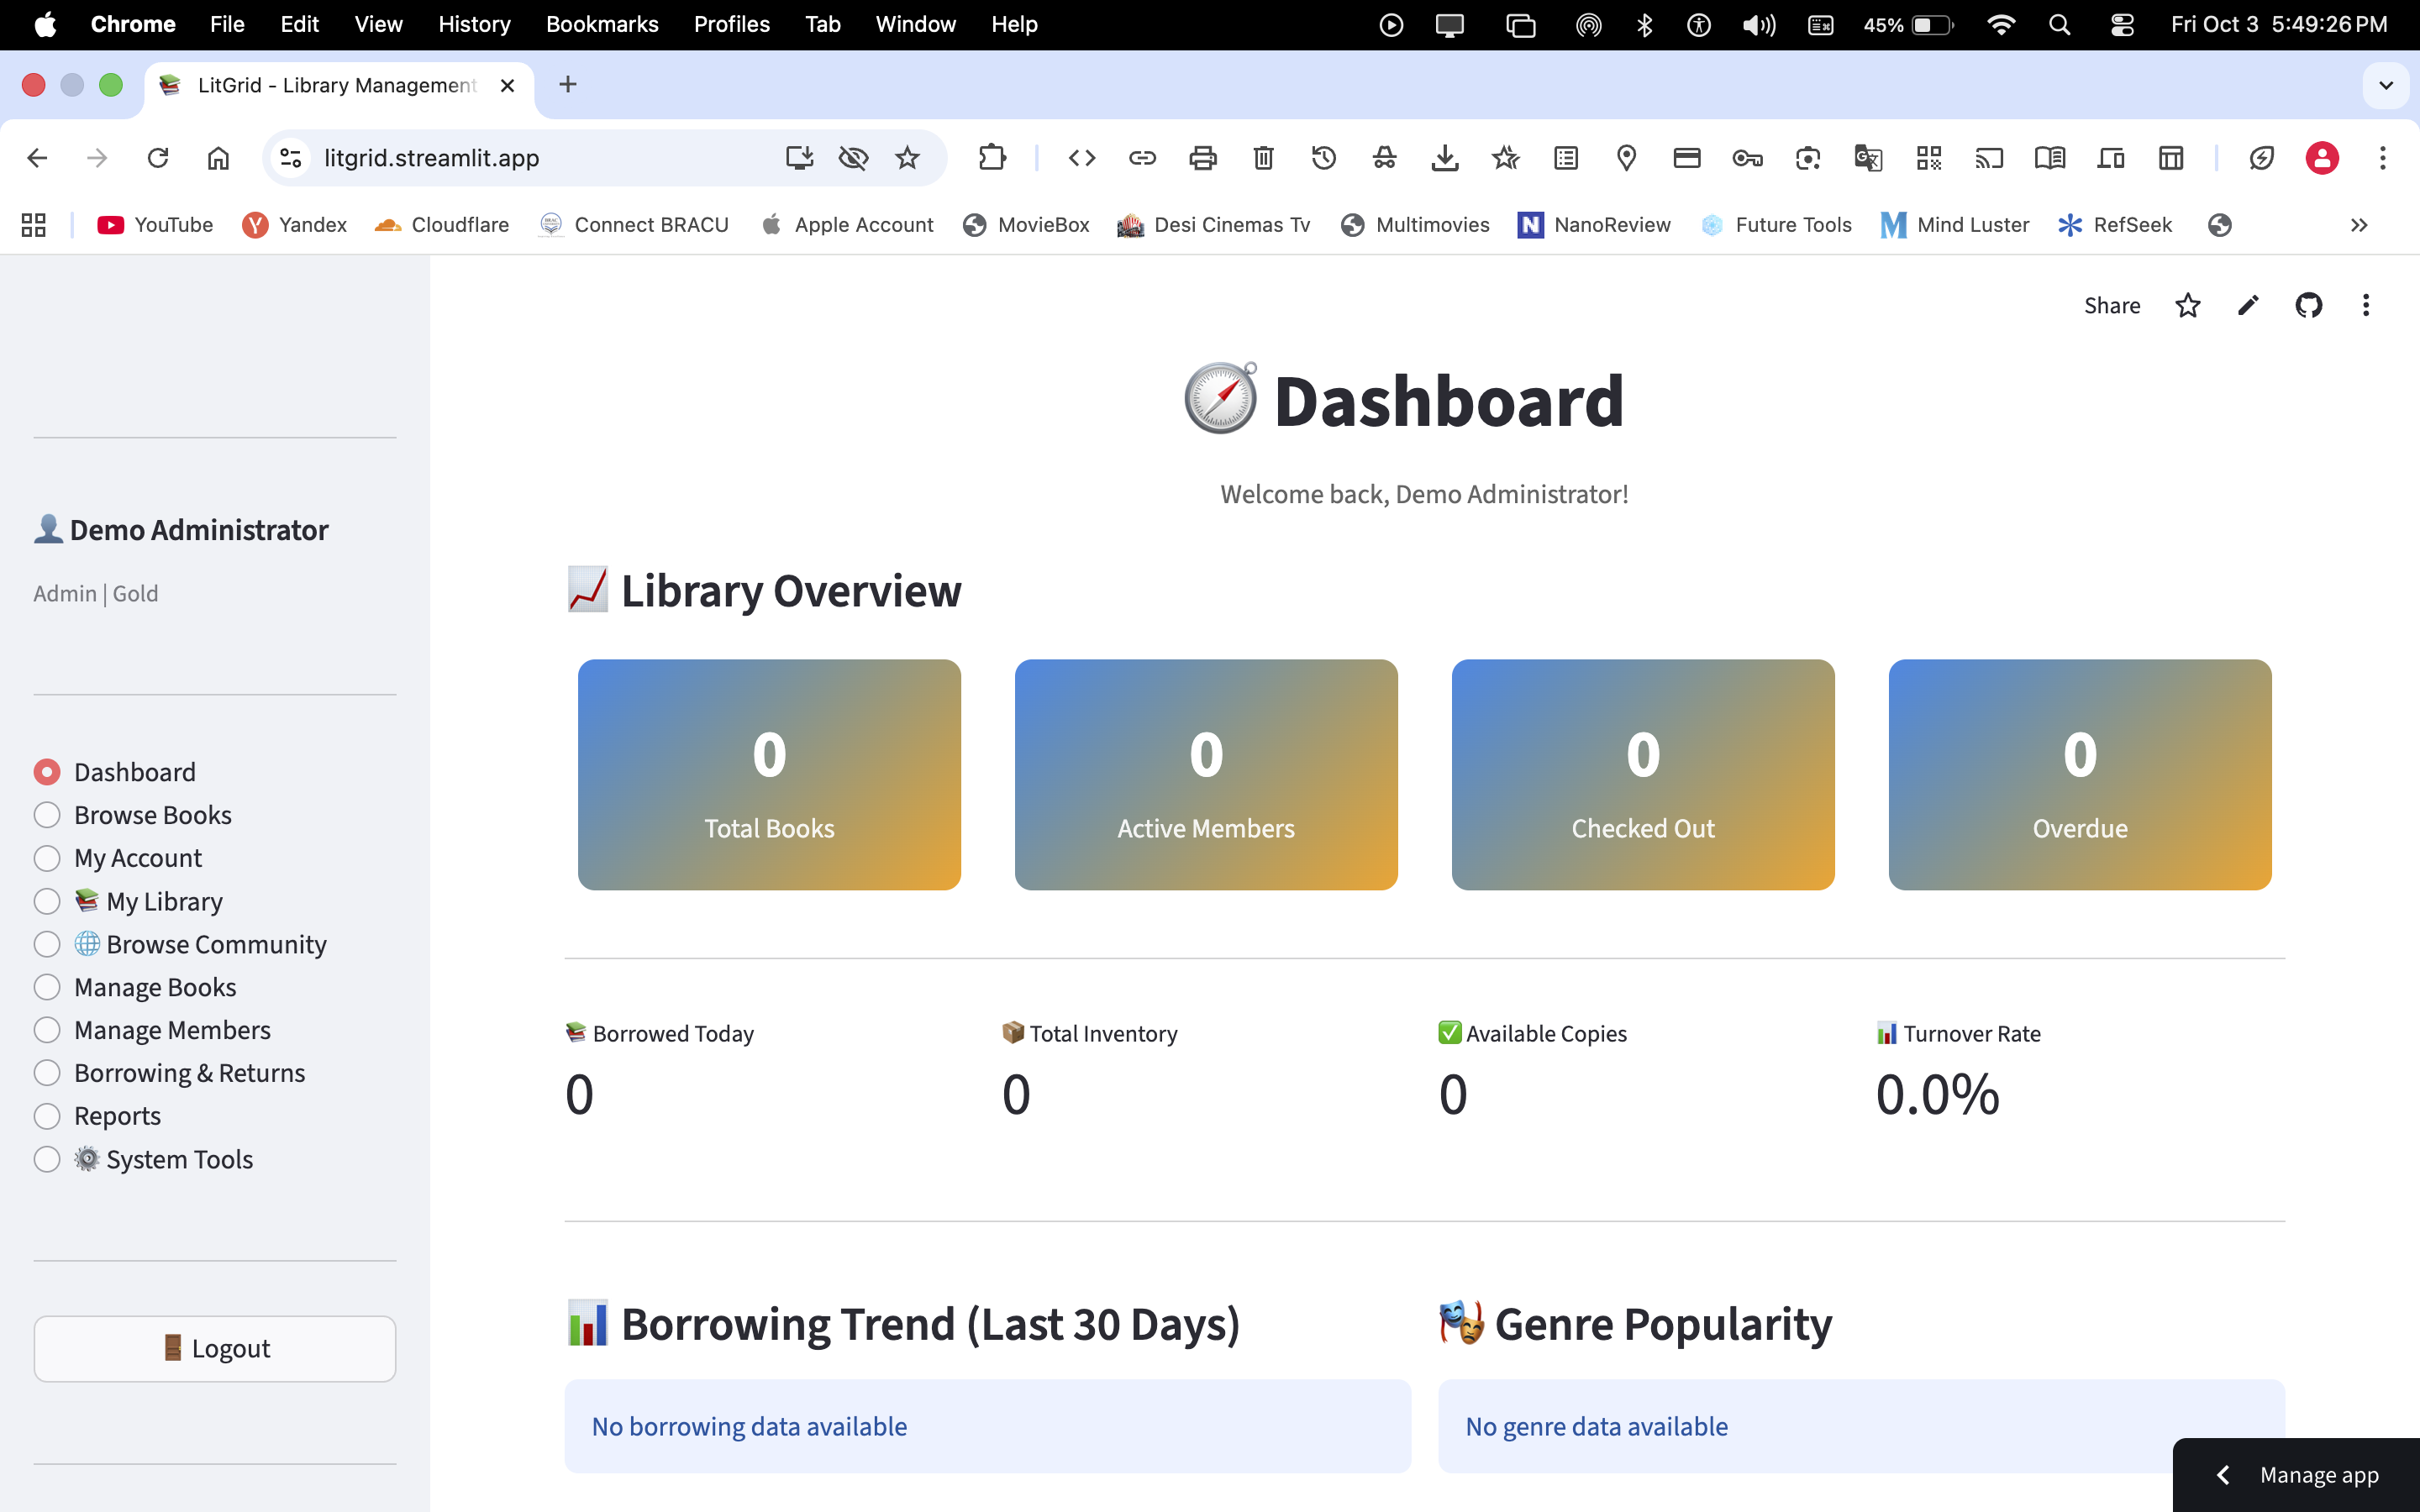 Chrome File Edit View History Bookmarks Profiles Tab Window Help 45% Fri Oct 3 5:49:26 PM
LitGrid - Library Management
litgrid.streamlit.app
YouTube Yandex Cloudflare Connect BRACU Apple Account MovieBox Desi Cinemas Tv Multimovies NanoReview Future Tools Mind Luster RefSeek
Share
Dashboard
Welcome back, Demo Administrator!
Demo Administrator
Admin | Gold
Dashboard
Browse Books
My Account
My Library
Browse Community
Manage Books
Manage Members
Borrowing & Returns
Reports
System Tools
Logout
Library Overview
0
Total Books
0
Active Members
0
Checked Out
0
Overdue
Borrowed Today
0
Total Inventory
0
Available Copies
0
Turnover Rate
0.0%
Borrowing Trend (Last 30 Days)
No borrowing data available
Genre Popularity
No genre data available
Manage app